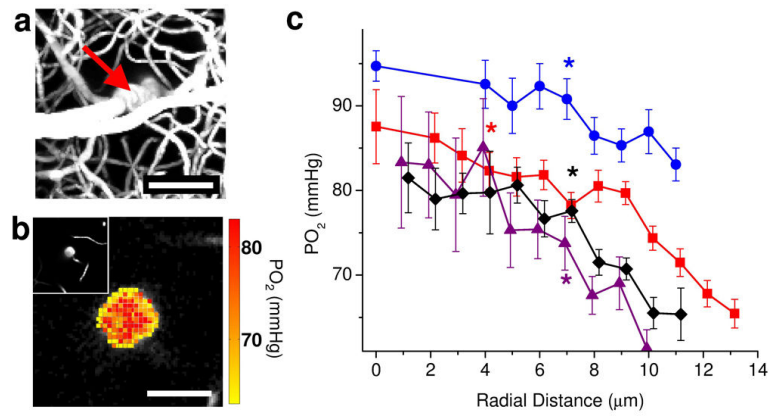 a
b
80
70
PO2 (mmHg)
c
90
80
70
PO2 (mmHg)
* * * *
0 2 4 6 8 10 12 14
Radial Distance (μm)